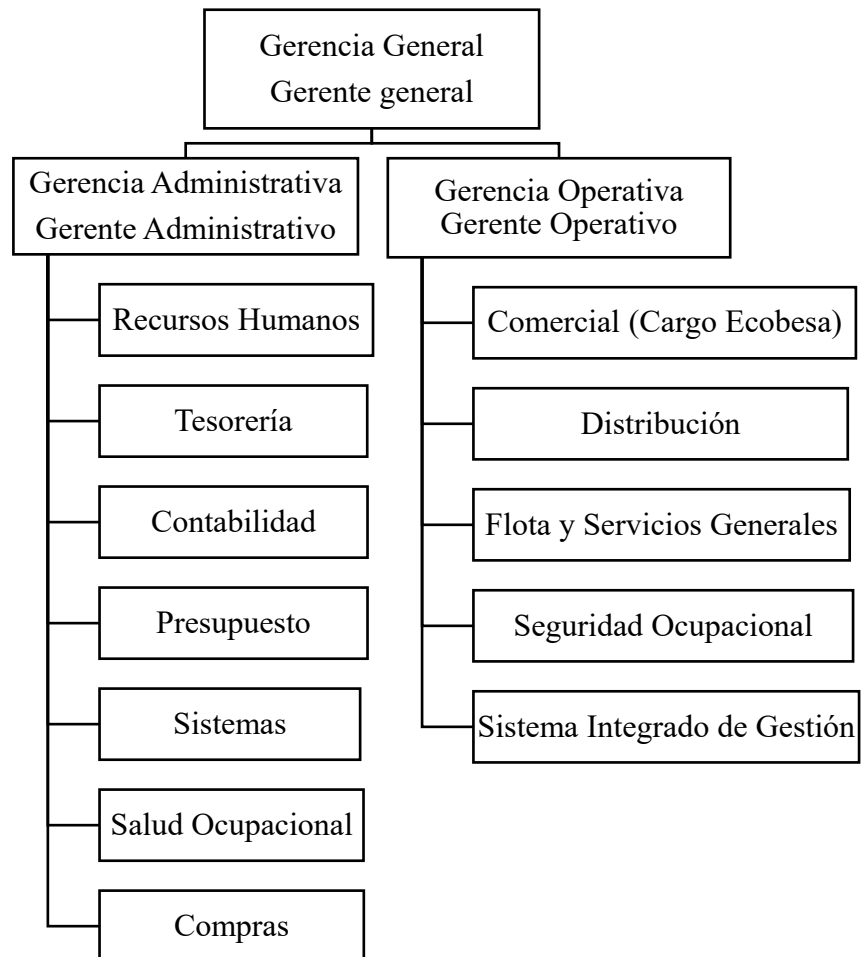 Gerencia General
Gerente general
Gerencia Administrativa
Gerente Administrativo
Recursos Humanos
Tesorería
Contabilidad
Presupuesto
Sistemas
Salud Ocupacional
Compras
Gerencia Operativa
Gerente Operativo
Comercial (Cargo Ecobesa)
Distribución
Flota y Servicios Generales
Seguridad Ocupacional
Sistema Integrado de Gestión